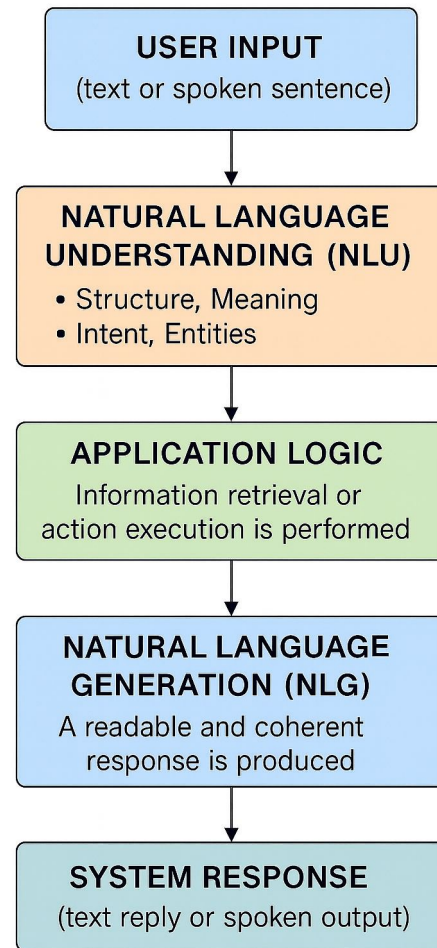 USER INPUT
(text or spoken sentence)
NATURAL LANGUAGE
UNDERSTANDING (NLU)
• Structure, Meaning
• Intent, Entities
APPLICATION LOGIC
Information retrieval or
action execution is performed
NATURAL LANGUAGE
GENERATION (NLG)
A readable and coherent
response is produced
SYSTEM RESPONSE
(text reply or spoken output)